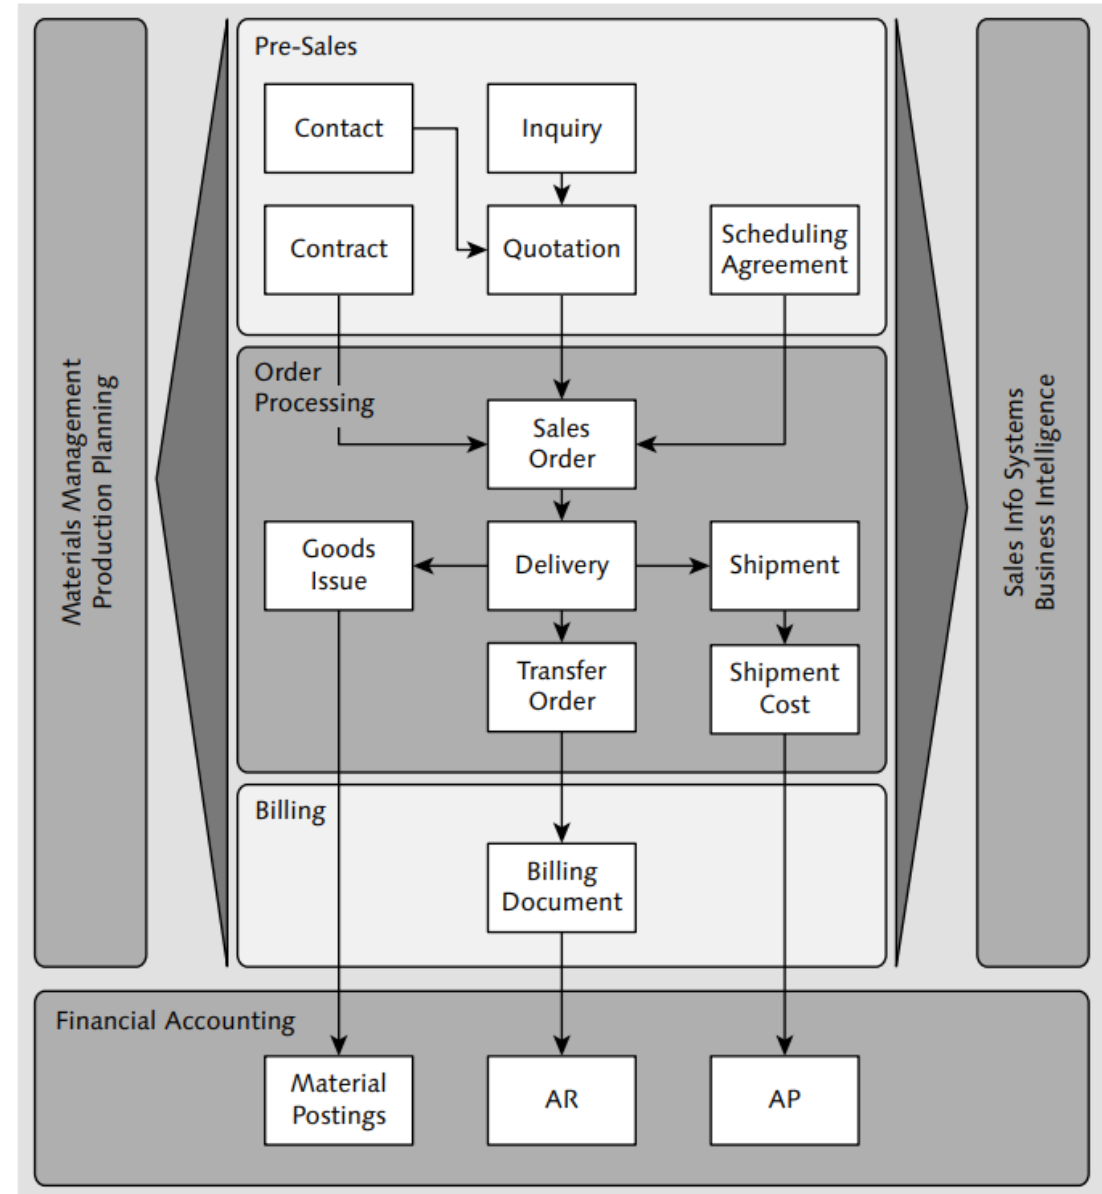 Pre-Sales
Contact
Inquiry
Contract
Quotation
Scheduling
Agreement
Order
Processing
Sales
Order
Goods
Issue
Delivery
Shipment
Transfer
Order
Shipment
Cost
Billing
Billing
Document
Financial Accounting
Material
Postings
AR
AP
Materials Management
Production Planning
Sales Info Systems
Business Intelligence